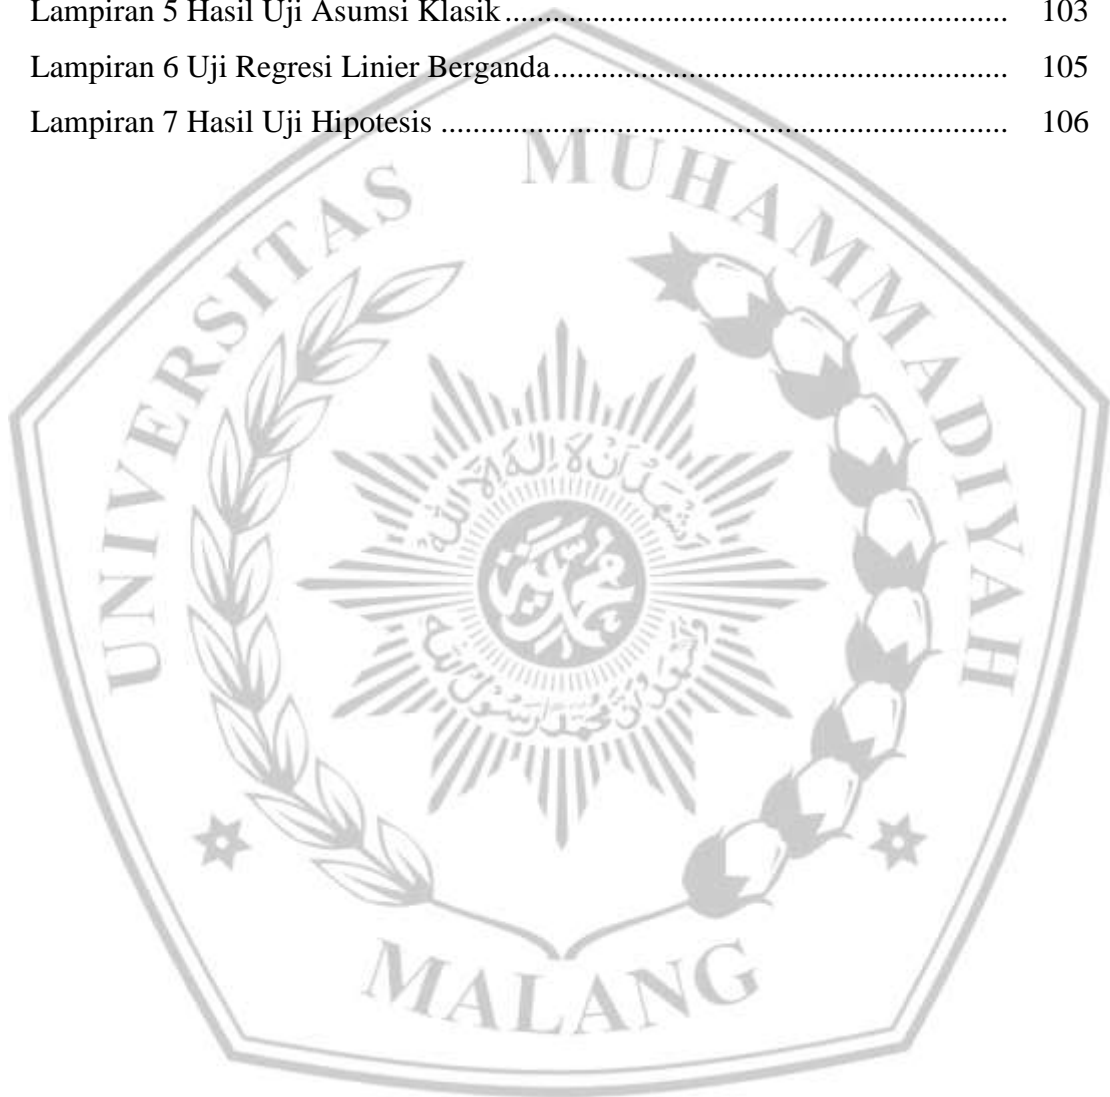 Lampiran 5 Hasil Uji Asumsi Klasik ............................................................... 103
Lampiran 6 Uji Regresi Linier Berganda......................................................... 105
Lampiran 7 Hasil Uji Hipotesis ....................................................................... 106
UNIVERSITAS MUHAMMADIYAH
MALANG